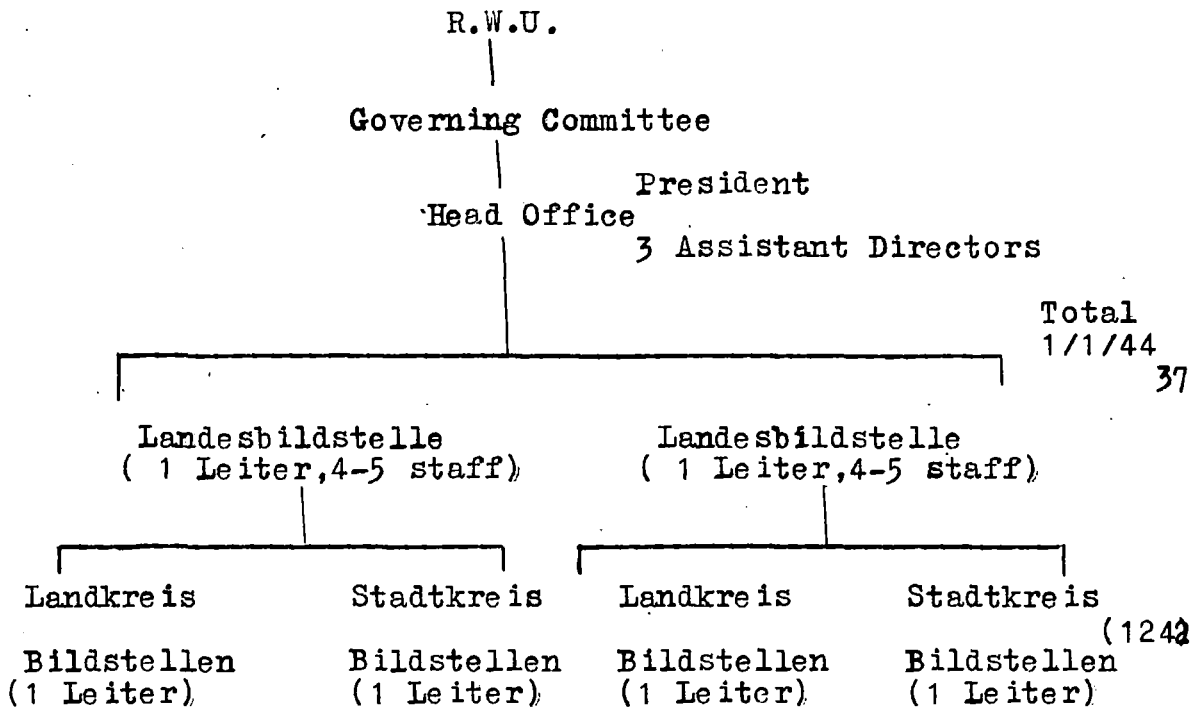 R.W.U.
Governing Committee
President
Head Office
3 Assistant Directors
Total
1/1/44
37
Landesbildstelle
( 1 Leiter,4-5 staff)
Landesbildstelle
( 1 Leiter,4-5 staff)
Landkreis
Stadtkreis
Landkreis
Stadtkreis
Bildstellen
(1 Leiter)
Bildstellen
(1 Leiter)
Bildstellen
(1 Leiter)
Bildstellen
(1 Leiter)